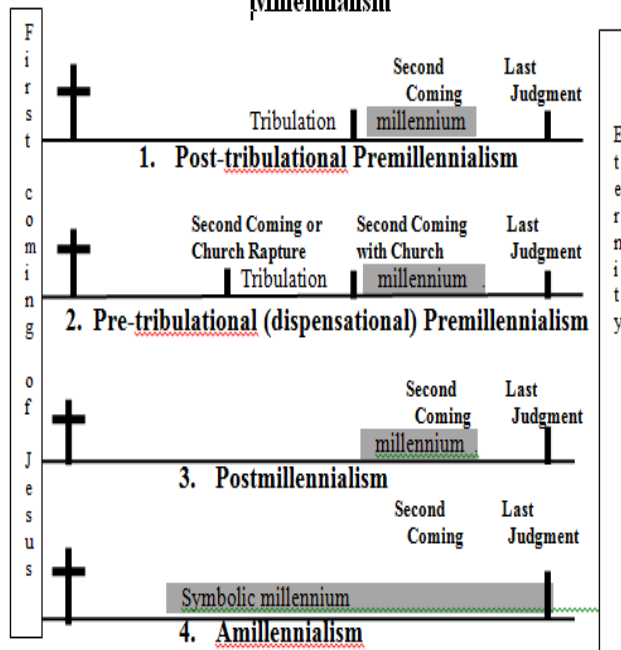 Millennialism
First coming of Jesus
Second Last
Coming Judgment
Tribulation millennium
1. Post-tribulational Premillennialism
Second Coming or Second Coming Last
Church Rapture with Church Judgment
Tribulation millennium .
2. Pre-tribulational (dispensational) Premillennialism
Second Last
Coming Judgment
millennium .
3. Postmillennialism
Second Last
Coming Judgment
Symbolic millennium
4. Amillennialism
Eternity